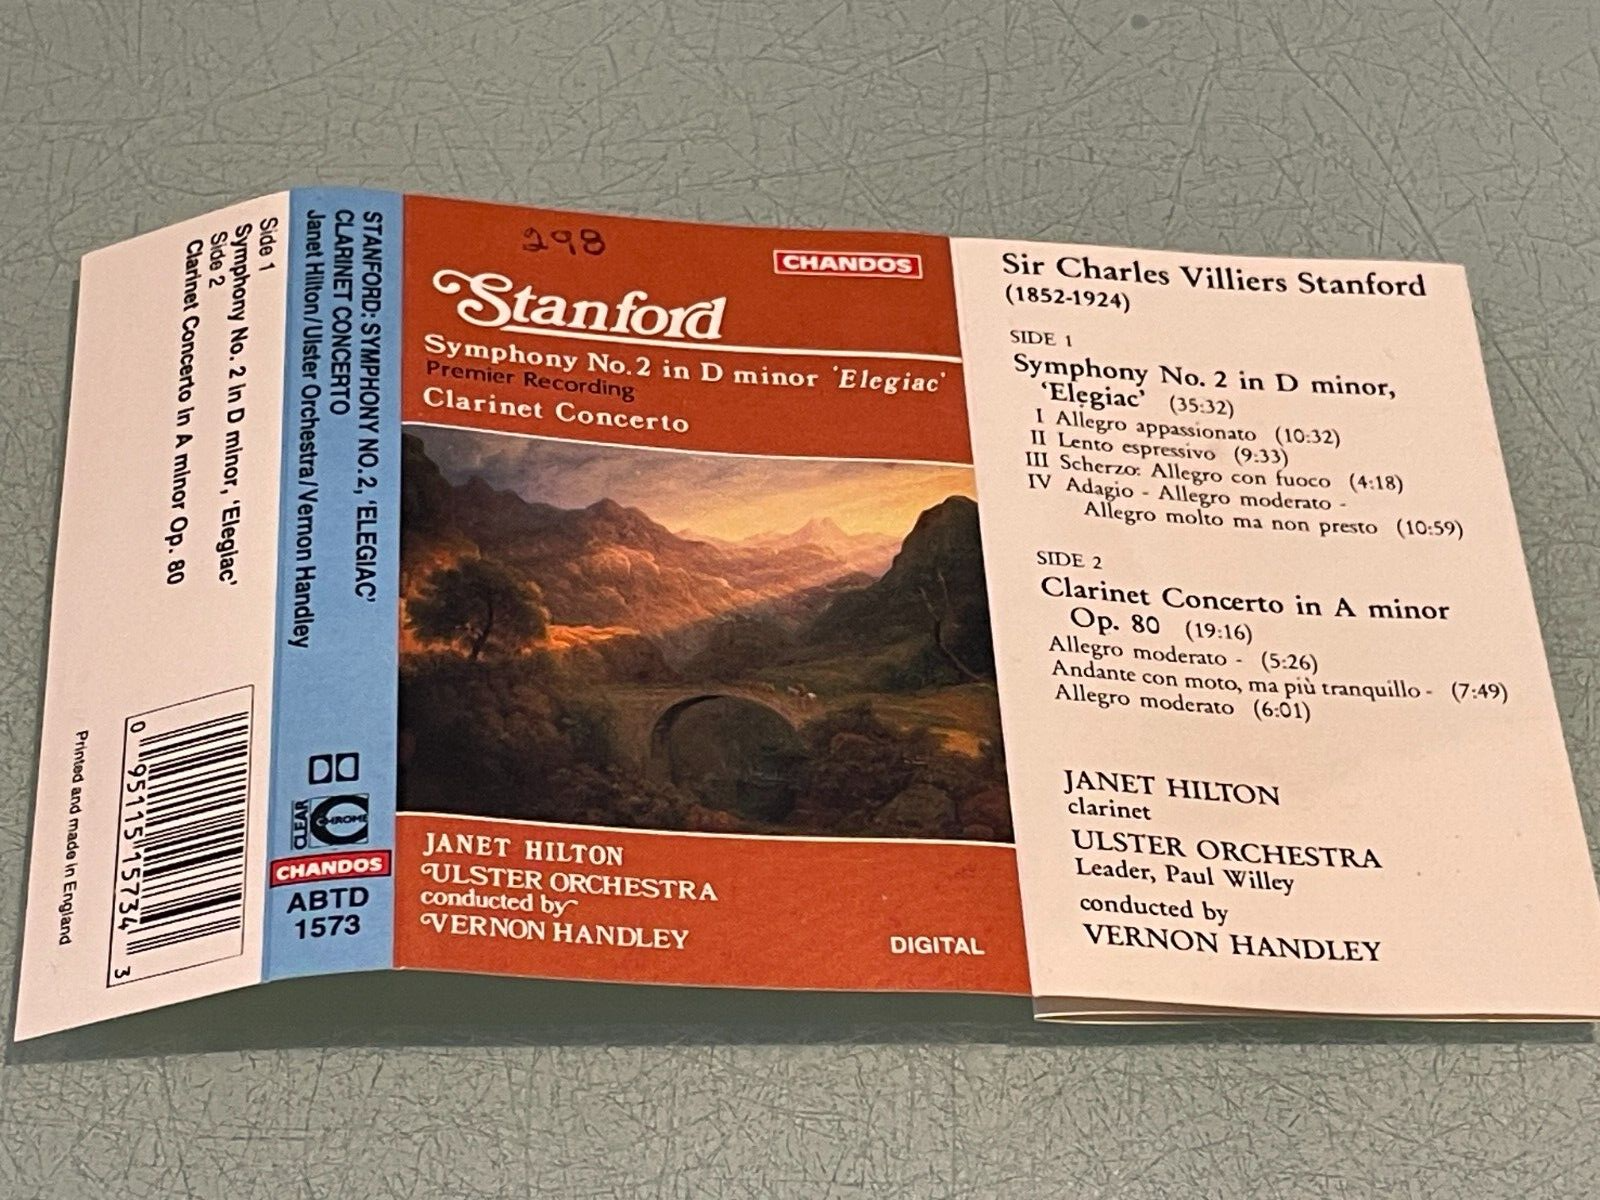 Side 1
Symphony No. 2 in D minor, 'Elegiac'
Side 2
Clarinet Concerto in A minor Op. 80
0 95115 15734 3
Printed and made in England
STANFORD: SYMPHONY NO. 2, 'ELEGIAC'
CLARINET CONCERTO
Janet Hilton/Ulster Orchestra/Vernon Handley
CLEAR
CHROME
CHANDOS
ABTD
1573
298
CHANDOS
Stanford
Symphony No. 2 in D minor 'Elegiac'
Premier Recording
Clarinet Concerto
JANET HILTON
ULSTER ORCHESTRA
conducted by
VERNON HANDLEY
DIGITAL
Sir Charles Villiers Stanford
(1852-1924)
SIDE 1
Symphony No. 2 in D minor,
'Elegiac' (35:32)
I Allegro appassionato (10:32)
II Lento espressivo (9:33)
III Scherzo: Allegro con fuoco (4:18)
IV Adagio - Allegro moderato -
Allegro molto ma non presto (10:59)
SIDE 2
Clarinet Concerto in A minor
Op. 80 (19:16)
Allegro moderato - (5:26)
Andante con moto, ma più tranquillo - (7:49)
Allegro moderato (6:01)
JANET HILTON
clarinet
ULSTER ORCHESTRA
Leader, Paul Willey
conducted by
VERNON HANDLEY